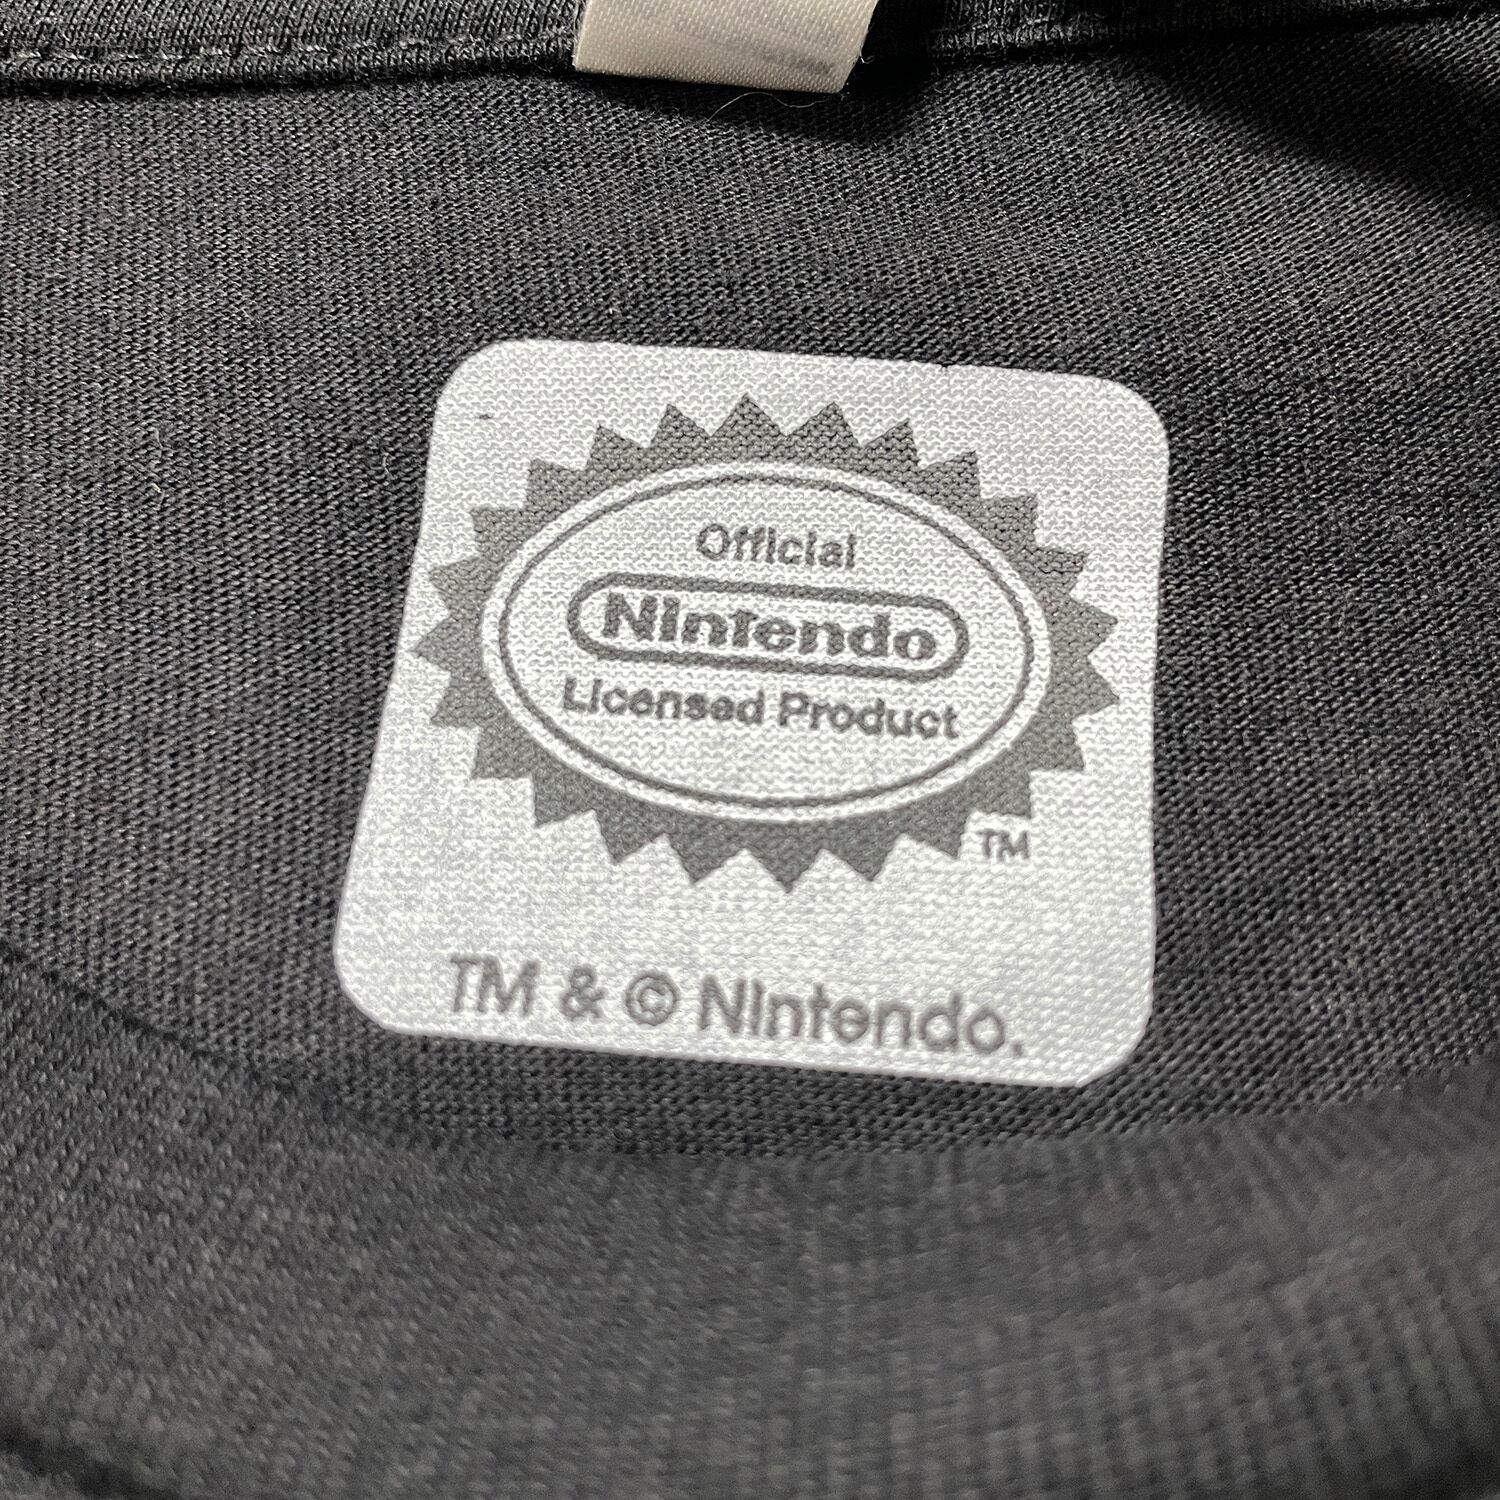 Official
Nintendo
Licensed Product
TM
TM & © Nintendo.